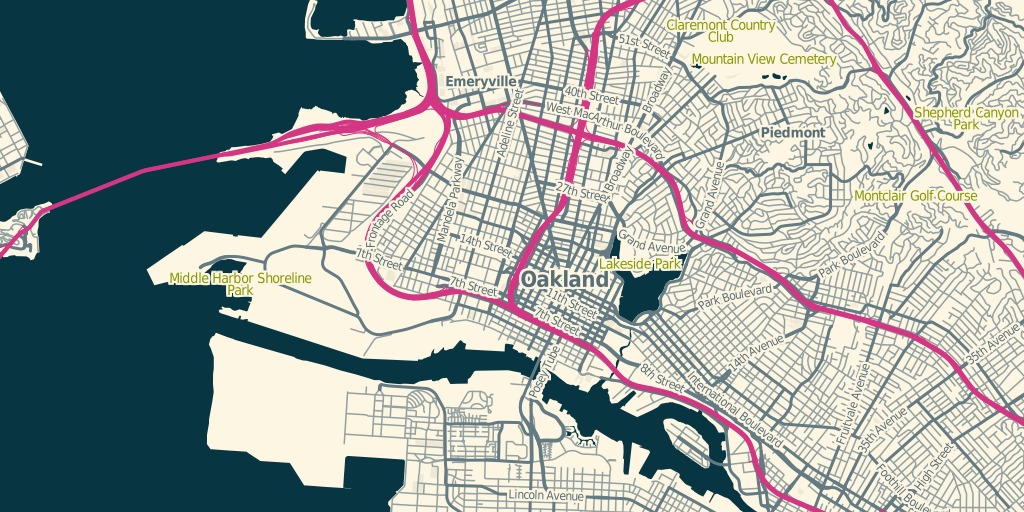 Claremont Country
Club
51st Street
Mountain View Cemetery
Emeryville
40th Street
Broadway
Adeline Street
West MacArthur Boulevard
Shepherd Canyon
Park
Piedmont
Mandela Parkway
Broadway
27th Street
Grand Avenue
Montclair Golf Course
Frontage Road
14th Street
Grand Avenue
7th Street
Lakeside Park
Park Boulevard
Middle Harbor Shoreline
Park
7th Street
Oakland
11th Street
Park Boulevard
7th Street
14th Avenue
35th Avenue
Posey Tube
8th Street
International Boulevard
Fruitvale Avenue
35th Avenue
High Street
Foothill Boulev
Lincoln Avenue